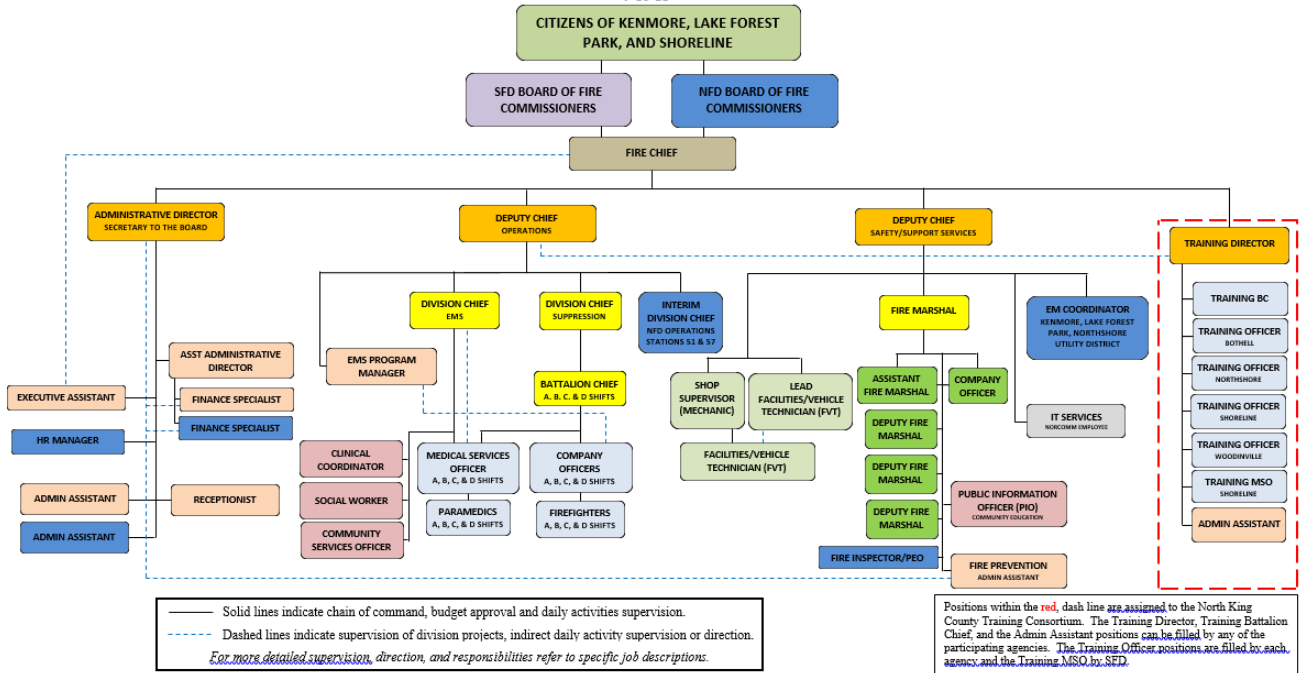 CITIZENS OF KENMORE, LAKE FOREST
PARK, AND SHORELINE
SFD BOARD OF FIRE
COMMISSIONERS
NFD BOARD OF FIRE
COMMISSIONERS
FIRE CHIEF
ADMINISTRATIVE DIRECTOR
SECRETARY TO THE BOARD
DEPUTY CHIEF
OPERATIONS
DEPUTY CHIEF
SAFETY/SUPPORT SERVICES
TRAINING DIRECTOR
ASST ADMINISTRATIVE
DIRECTOR
EXECUTIVE ASSISTANT
FINANCE SPECIALIST
FINANCE SPECIALIST
HR MANAGER
ADMIN ASSISTANT
RECEPTIONIST
ADMIN ASSISTANT
EMS PROGRAM
MANAGER
DIVISION CHIEF
EMS
DIVISION CHIEF
SUPPRESSION
INTERIM
DIVISION CHIEF
NFD OPERATIONS
STATIONS 51 & 57
BATTALION CHIEF
A, B, C, & D SHIFTS
CLINICAL
COORDINATOR
SOCIAL WORKER
COMMUNITY
SERVICES OFFICER
MEDICAL SERVICES
OFFICER
A, B, C, & D SHIFTS
PARAMEDICS
A, B, C, & D SHIFTS
COMPANY
OFFICERS
A, B, C, & D SHIFTS
FIREFIGHTERS
A, B, C, & D SHIFTS
SHOP
SUPERVISOR
(MECHANIC)
LEAD
FACILITIES/VEHICLE
TECHNICIAN (FVT)
FACILITIES/VEHICLE
TECHNICIAN (FVT)
FIRE MARSHAL
ASSISTANT
FIRE MARSHAL
COMPANY
OFFICER
DEPUTY FIRE
MARSHAL
DEPUTY FIRE
MARSHAL
DEPUTY FIRE
MARSHAL
FIRE INSPECTOR/PEO
PUBLIC INFORMATION
OFFICER (PIO)
COMMUNITY EDUCATION
FIRE PREVENTION
ADMIN ASSISTANT
EM COORDINATOR
KENMORE, LAKE FOREST
PARK, NORTHSHORE
UTILITY DISTRICT
IT SERVICES
NORCOMM EMPLOYEE
TRAINING BC
TRAINING OFFICER
BOTHELL
TRAINING OFFICER
NORTHSHORE
TRAINING OFFICER
SHORELINE
TRAINING OFFICER
WOODINVILLE
TRAINING MSO
SHORELINE
ADMIN ASSISTANT
Solid lines indicate chain of command, budget approval and daily activities supervision.
Dashed lines indicate supervision of division projects, indirect daily activity supervision or direction.
For more detailed supervision, direction, and responsibilities refer to specific job descriptions.
Positions within the red, dash line are assigned to the North King
County Training Consortium. The Training Director, Training Battalion
Chief, and the Admin Assistant positions can be filled by any of the
participating agencies. The Training Officer positions are filled by each
agency and the Training MSO by SFD.